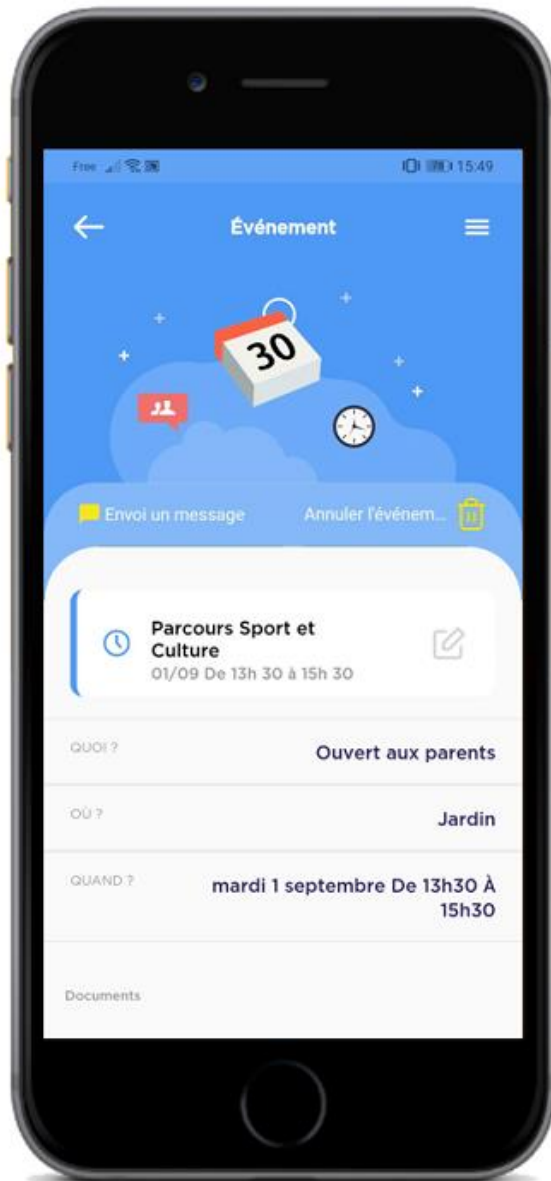 Free 15:49
Événement
30
Envoi un message Annuler l'événem...
Parcours Sport et
Culture
01/09 De 13h 30 à 15h 30
QUOI ?
Ouvert aux parents
OÙ ?
Jardin
QUAND ?
mardi 1 septembre De 13h30 À
15h30
Documents